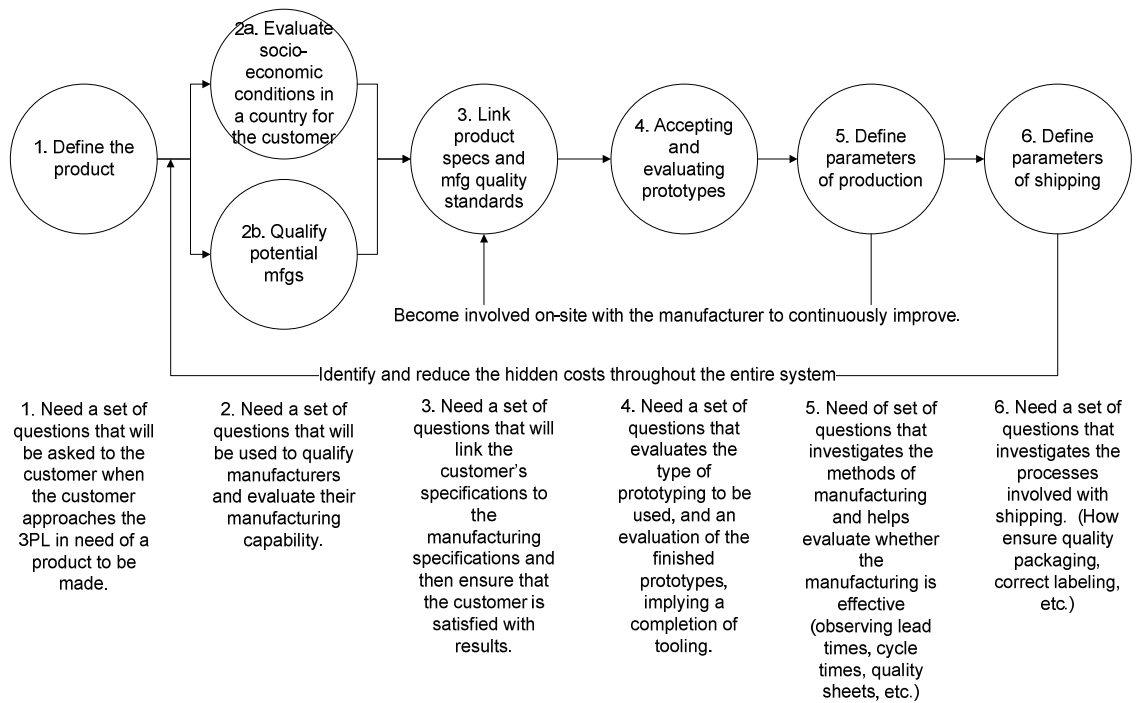 1. Define the
product
2a. Evaluate
socio-
economic
conditions in
a country for
the customer
2b. Qualify
potential
mfgs
3. Link
product
specs and
mfg quality
standards
4. Accepting
and
evaluating
prototypes
5. Define
parameters
of production
6. Define
parameters
of shipping
Become involved on-site with the manufacturer to continuously improve.
Identify and reduce the hidden costs throughout the entire system
1. Need a set of
questions that will
be asked to the
customer when
the customer
approaches the
3PL in need of a
product to be
made.
2. Need a set of
questions that will
be used to qualify
manufacturers
and evaluate their
manufacturing
capability.
3. Need a set of
questions that will
link the
customer's
specifications to
the
manufacturing
specifications and
then ensure that
the customer is
satisfied with
results.
4. Need a set of
questions that
evaluates the
type of
prototyping to be
used, and an
evaluation of the
finished
prototypes,
implying a
completion of
tooling.
5. Need of set of
questions that
investigates the
methods of
manufacturing
and helps
evaluate whether
the
manufacturing is
effective
(observing lead
times, cycle
times, quality
sheets, etc.)
6. Need a set of
questions that
investigates the
processes
involved with
shipping.  (How
ensure quality
packaging,
correct labeling,
etc.)